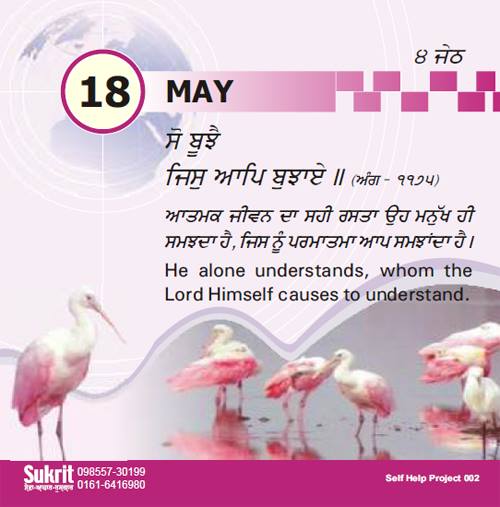 ੪ ਜੇਠ
18 MAY
ਸੋ ਬੂਝੈ
ਜਿਸੁ ਆਪਿ ਬੁਝਾਏ ॥ (ਅੰਗ - ੧੧੭੫)
ਆਤਮਕ ਜੀਵਨ ਦਾ ਸਹੀ ਰਸਤਾ ਉਹ ਮਨੁੱਖ ਹੀ
ਸਮਝਦਾ ਹੈ, ਜਿਸ ਨੂੰ ਪਰਮਾਤਮਾ ਆਪ ਸਮਝਾਂਦਾ ਹੈ।
He alone understands, whom the
Lord Himself causes to understand.
Sukrit
098557-30199
0161-6416980
Self Help Project 002